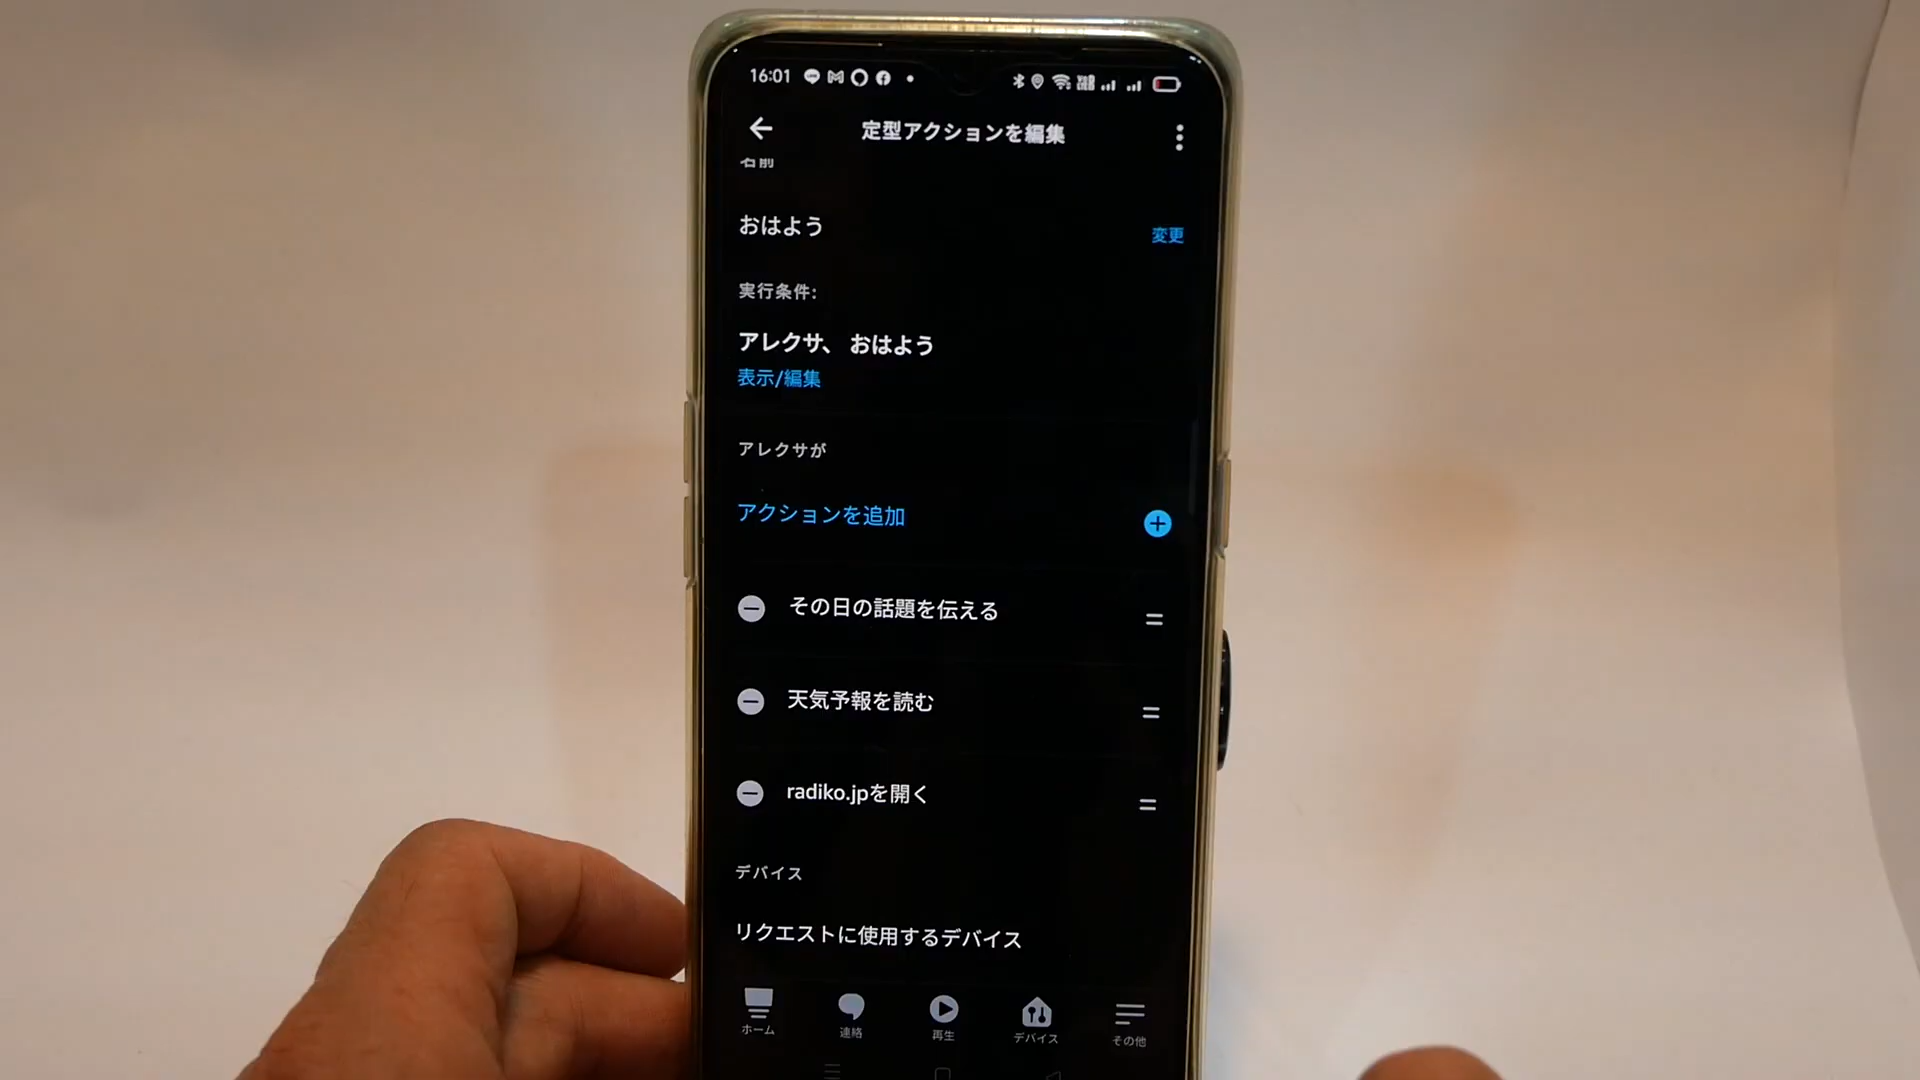 16:01
定型アクションを編集
名前
おはよう
変更
実行条件:
アレクサ、 おはよう
表示/編集
アレクサが
アクションを追加
その日の話題を伝える
天気予報を読む
radiko.jpを開く
デバイス
リクエストに使用するデバイス
ホーム
連絡
再生
デバイス
その他